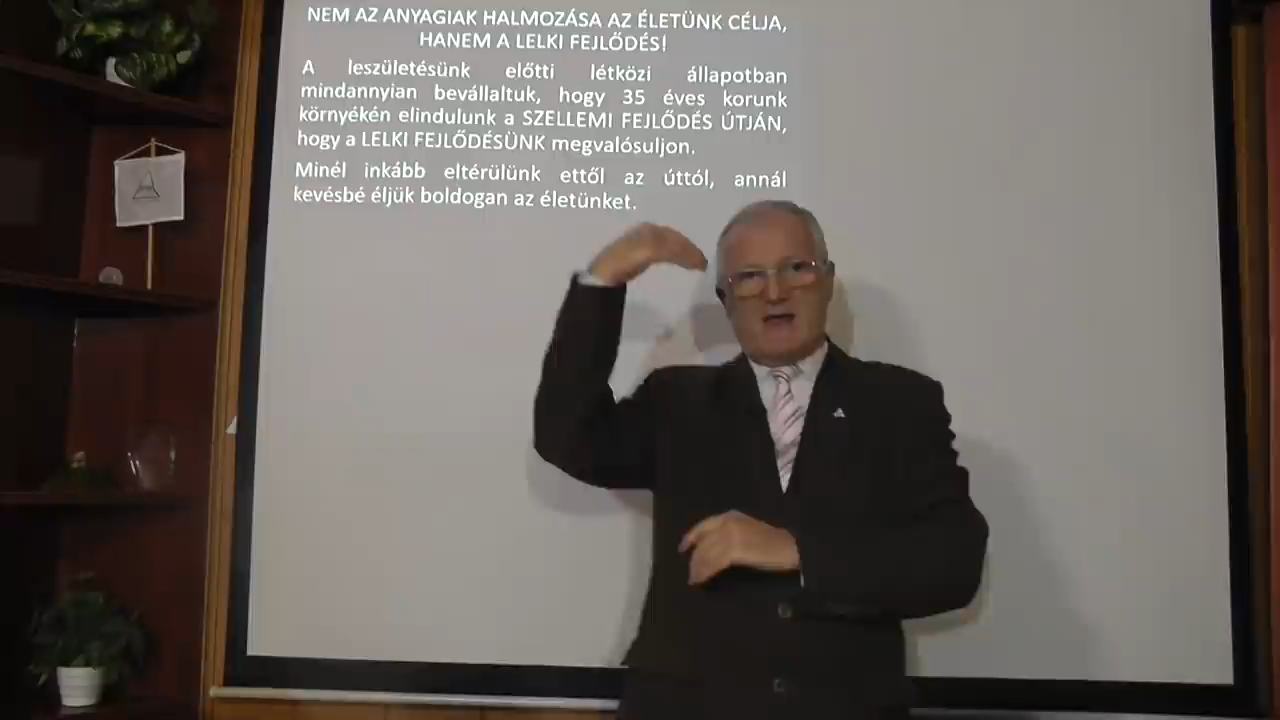 NEM AZ ANYAGIAK HALMOZÁSA AZ ÉLETÜNK CÉLJA,
HANEM A LELKI FEJLŐDÉS!
A leszületésünk előtti létközi állapotban
mindannyian bevállaltuk, hogy 35 éves korunk
környékén elindulunk a SZELLEMI FEJLŐDÉS ÚTJÁN,
hogy a LELKI FEJLŐDÉSÜNK megvalósuljon.
Minél inkább eltérülünk ettől az úttól, annál
kevésbé éljük boldogan az életünket.